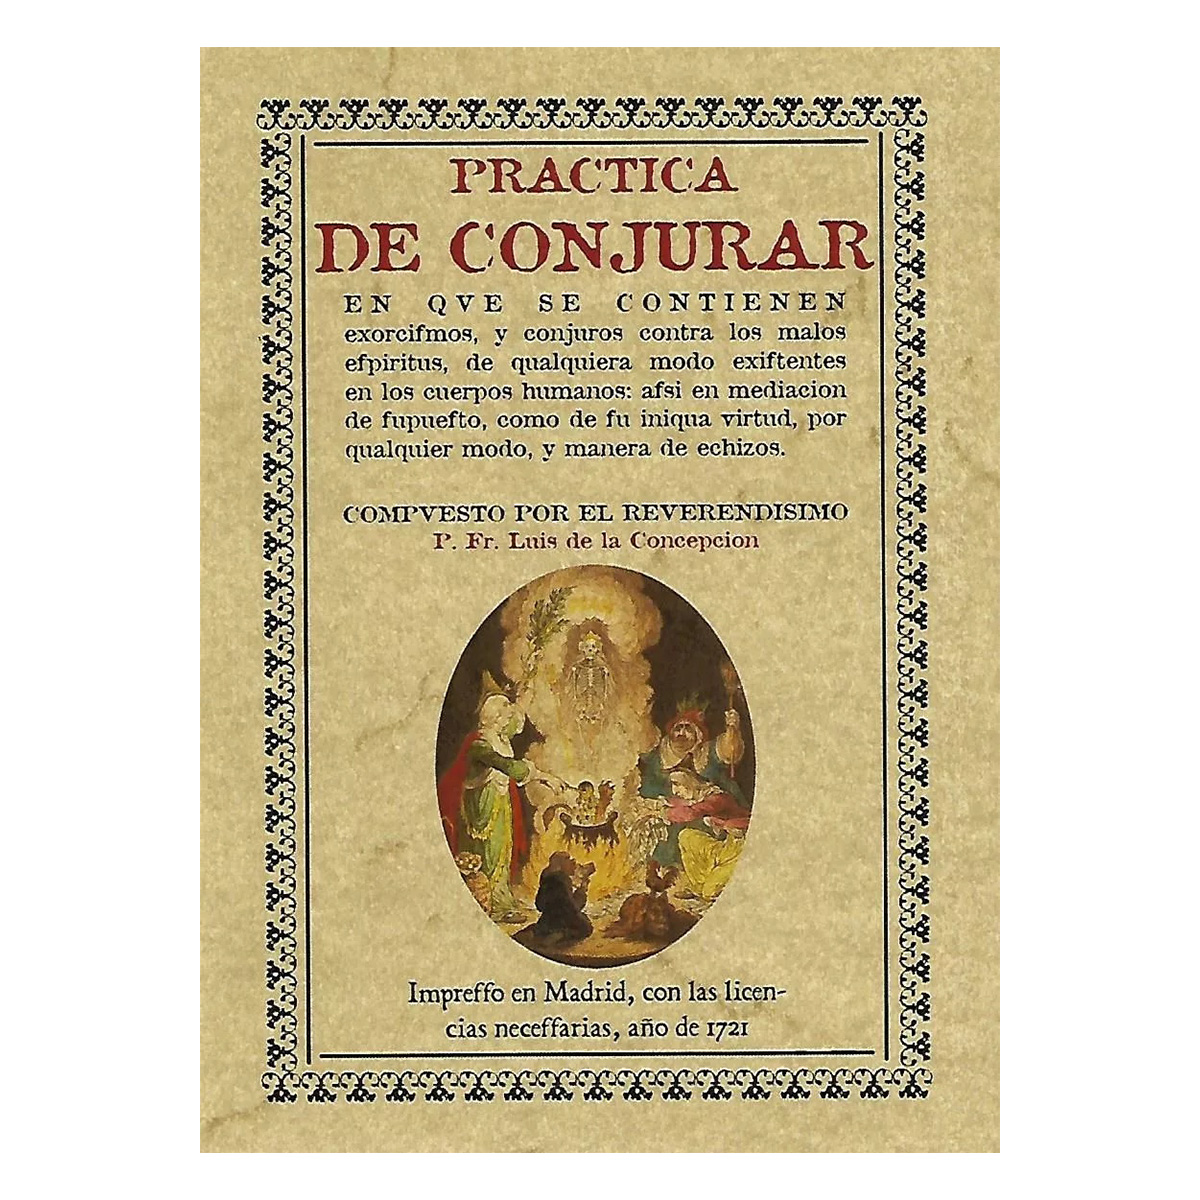 PRACTICA
DE CONJURAR
EN QVE SE CONTIENEN
exorcifmos, y conjuros contra los malos
efpiritus, de qualquiera modo exiftentes
en los cuerpos humanos: afsi en mediacion
de fupuefto, como de fu iniqua virtud, por
qualquier modo, y manera de echizos.
COMPVESTO POR EL REVERENDISIMO
P. Fr. Luis de la Concepcion
Impreffo en Madrid, con las licen-
cias neceffarias, año de 1721